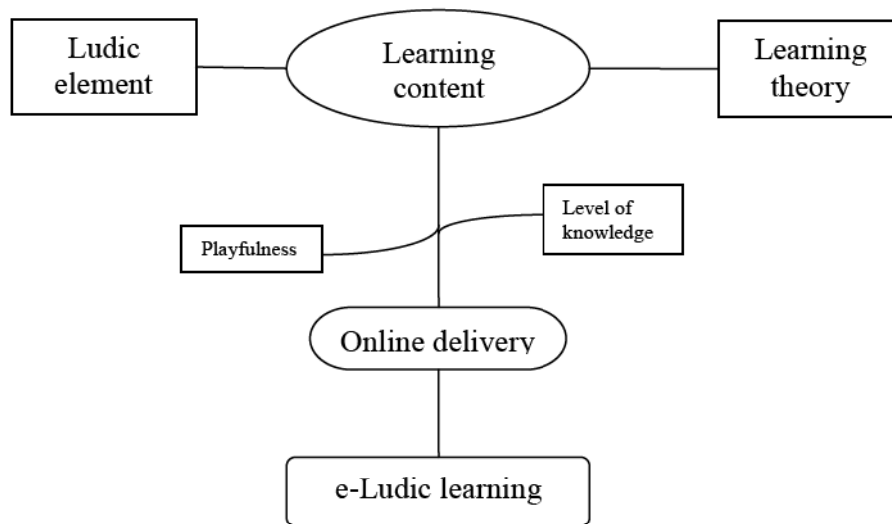 Ludic
element
Learning
content
Learning
theory
Level of
knowledge
Playfulness
Online delivery
e-Ludic learning